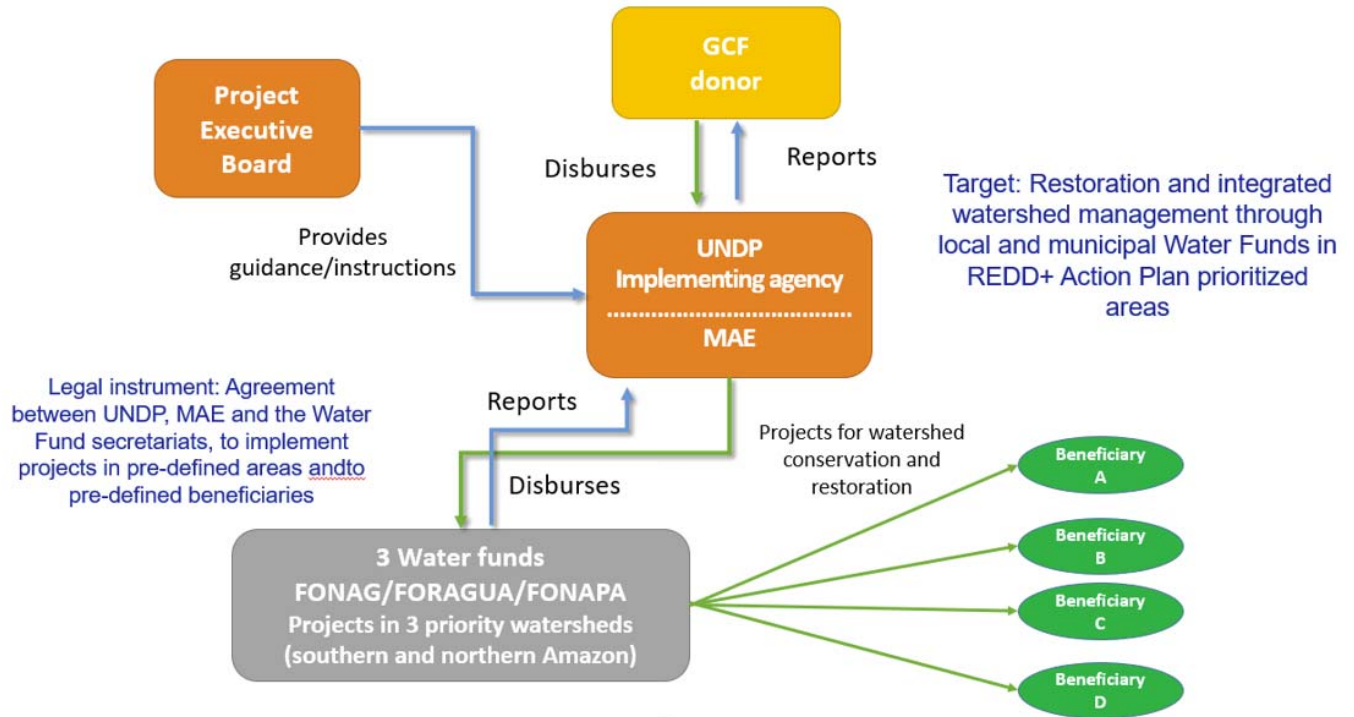 GCF
donor
Project
Executive
Board
Disburses
Reports
Provides
guidance/instructions
UNDP
Implementing agency
MAE
Target: Restoration and integrated
watershed management through
local and municipal Water Funds in
REDD+ Action Plan prioritized
areas
Legal instrument: Agreement
between UNDP, MAE and the Water
Fund secretariats, to implement
projects in pre-defined areas andto
pre-defined beneficiaries
Reports
Disburses
Projects for watershed
conservation and
restoration
3 Water funds
FONAG/FORAGUA/FONAPA
Projects in 3 priority watersheds
(southern and northern Amazon)
Beneficiary
A
Beneficiary
B
Beneficiary
C
Beneficiary
D